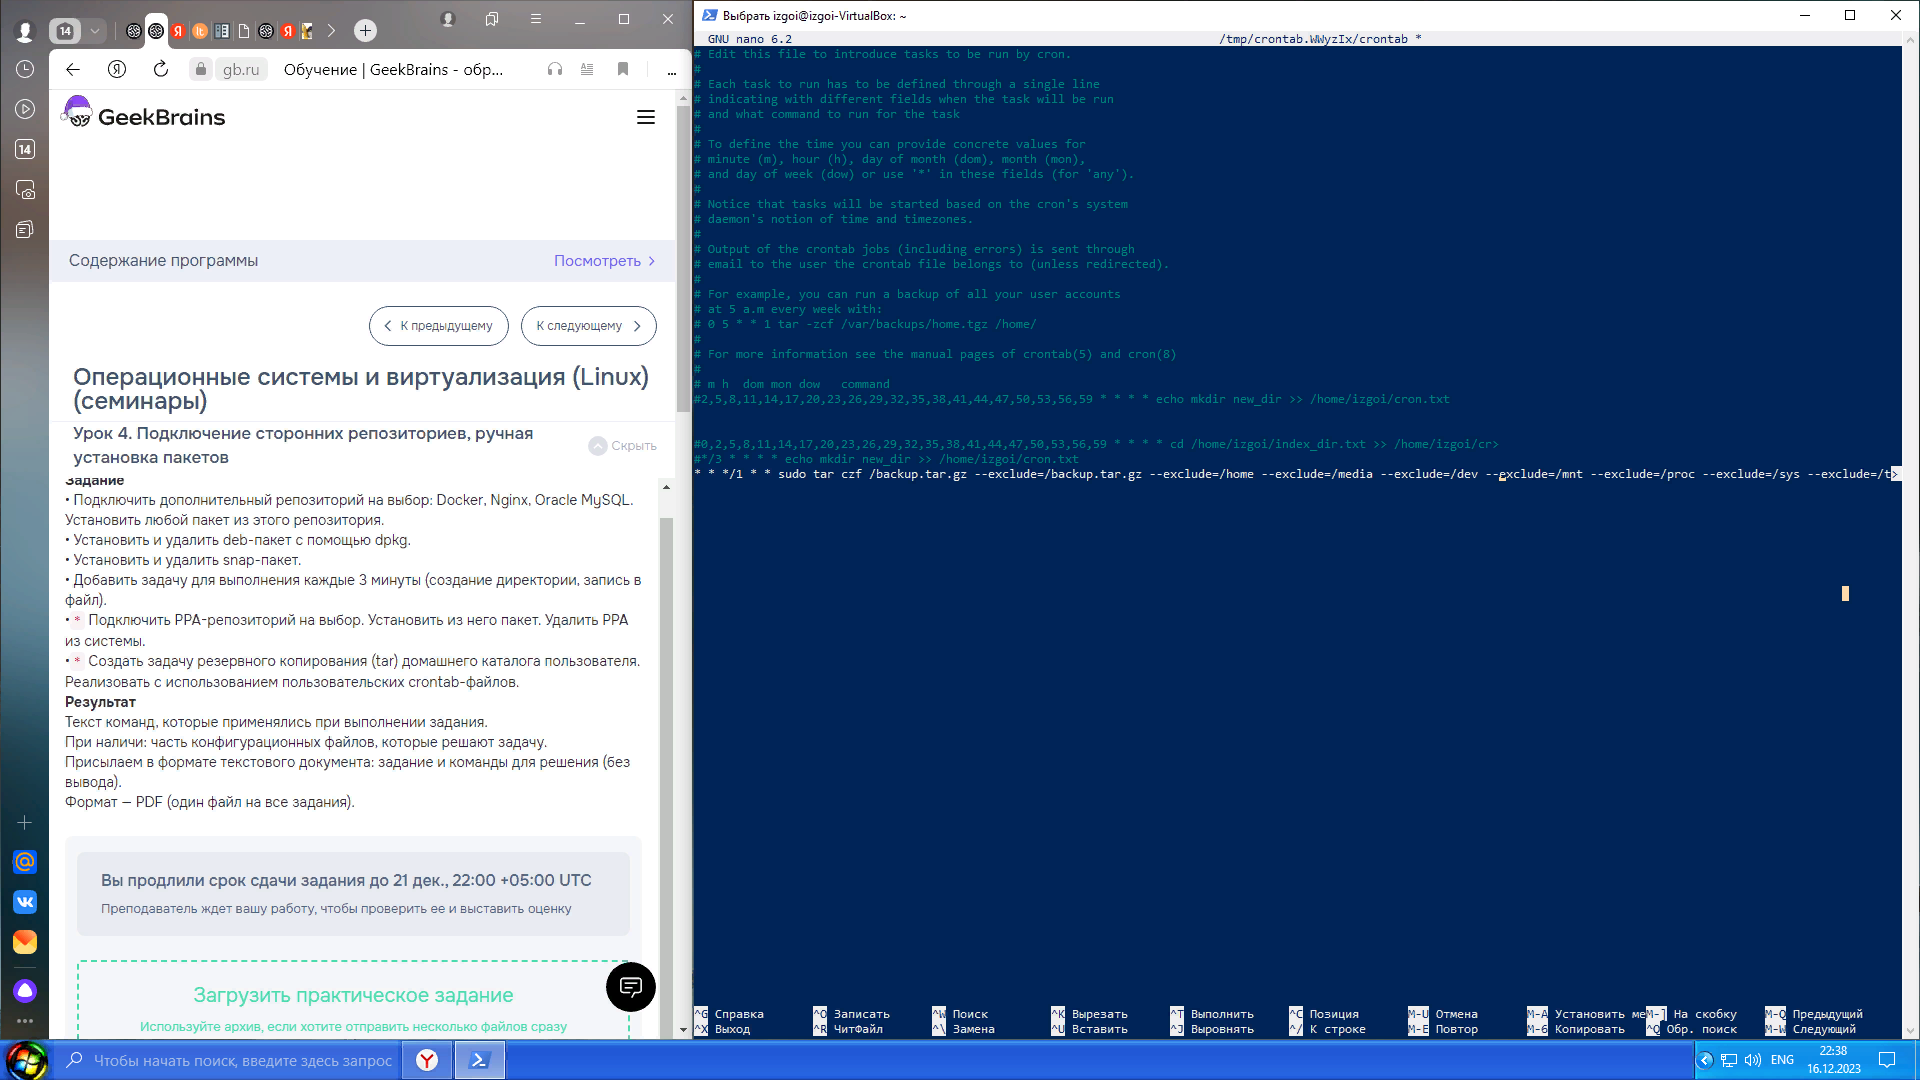 14
gb.ru
Обучение | GeekBrains - обр...
GeekBrains
14
Содержание программы
Посмотреть
К предыдущему
К следующему
Операционные системы и виртуализация (Linux)
(семинары)
Урок 4. Подключение сторонних репозиториев, ручная
установка пакетов
Скрыть
Задание
• Подключить дополнительный репозиторий на выбор: Docker, Nginx, Oracle MySQL.
Установить любой пакет из этого репозитория.
• Установить и удалить deb-пакет с помощью dpkg.
• Установить и удалить snap-пакет.
• Добавить задачу для выполнения каждые 3 минуты (создание директории, запись в
файл).
• * Подключить PPA-репозиторий на выбор. Установить из него пакет. Удалить PPA
из системы.
• * Создать задачу резервного копирования (tar) домашнего каталога пользователя.
Реализовать с использованием пользовательских crontab-файлов.
Результат
Текст команд, которые применялись при выполнении задания.
При наличи: часть конфигурационных файлов, которые решают задачу.
Присылаем в формате текстового документа: задание и команды для решения (без
вывода).
Формат — PDF (один файл на все задания).
Вы продлили срок сдачи задания до 21 дек., 22:00 +05:00 UTC
Преподаватель ждет вашу работу, чтобы проверить ее и выставить оценку
Загрузить практическое задание
Используйте архив, если хотите отправить несколько файлов сразу
Выбрать izgoi@izgoi-VirtualBox: ~
GNU nano 6.2 /tmp/crontab.WWyzIx/crontab *
# Edit this file to introduce tasks to be run by cron.
#
# Each task to run has to be defined through a single line
# indicating with different fields when the task will be run
# and what command to run for the task
#
# To define the time you can provide concrete values for
# minute (m), hour (h), day of month (dom), month (mon),
# and day of week (dow) or use '*' in these fields (for 'any').
#
# Notice that tasks will be started based on the cron's system
# daemon's notion of time and timezones.
#
# Output of the crontab jobs (including errors) is sent through
# email to the user the crontab file belongs to (unless redirected).
#
# For example, you can run a backup of all your user accounts
# at 5 a.m every week with:
# 0 5 * * 1 tar -zcf /var/backups/home.tgz /home/
#
# For more information see the manual pages of crontab(5) and cron(8)
#
# m h  dom mon dow   command
#2,5,8,11,14,17,20,23,26,29,32,35,38,41,44,47,50,53,56,59 * * * * echo mkdir new_dir >> /home/izgoi/cron.txt
#0,2,5,8,11,14,17,20,23,26,29,32,35,38,41,44,47,50,53,56,59 * * * * cd /home/izgoi/index_dir.txt >> /home/izgoi/cr>
#*/3 * * * * echo mkdir new_dir >> /home/izgoi/cron.txt
* * */1 * * sudo tar czf /backup.tar.gz --exclude=/backup.tar.gz --exclude=/home --exclude=/media --exclude=/dev --exclude=/mnt --exclude=/proc --exclude=/sys --exclude=/t>
^G Справка ^O Записать ^W Поиск ^K Вырезать ^T Выполнить ^C Позиция M-U Отмена M-A Установить ме M-] На скобку M-Q Предыдущий
^X Выход ^R ЧитФайл ^\ Замена ^U Вставить ^J Выровнять ^/ К строке M-E Повтор M-6 Копировать ^Q Обр. поиск M-W Следующий
Чтобы начать поиск, введите здесь запрос
ENG
22:38
16.12.2023